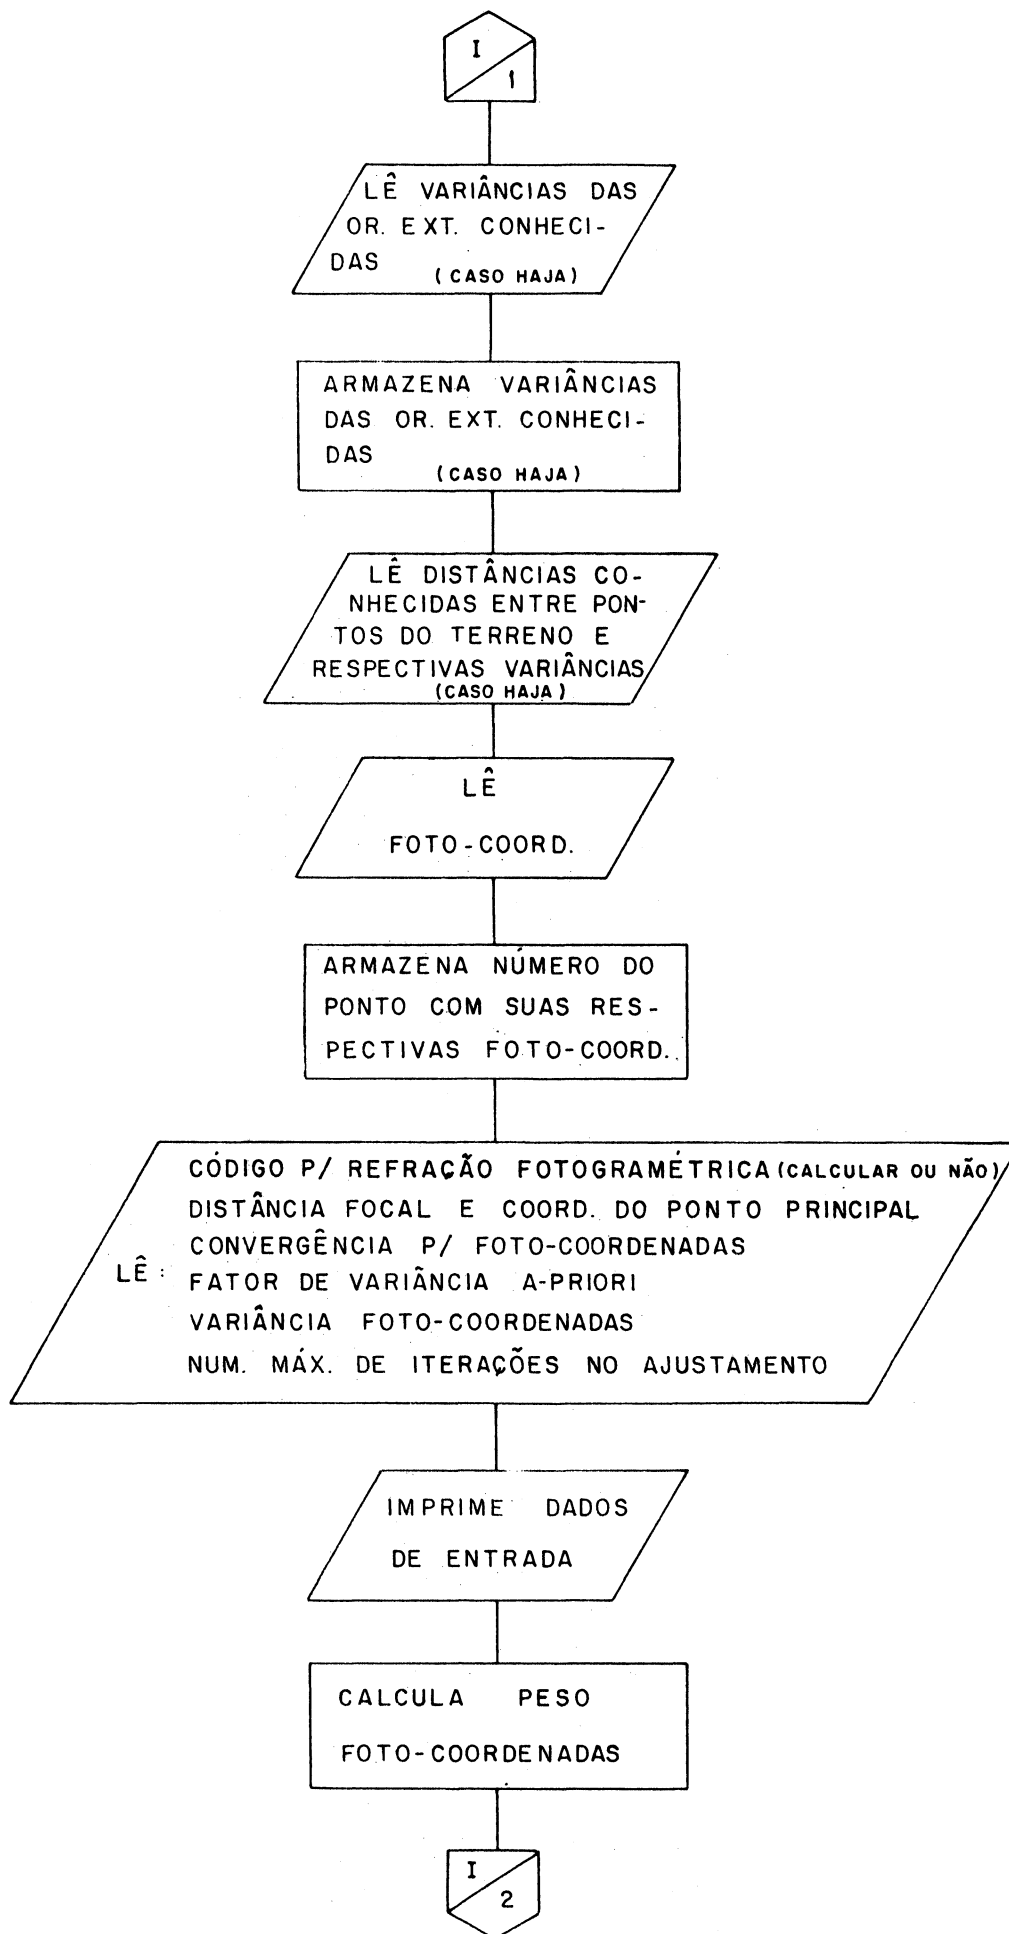 I
1
LÊ VARIÂNCIAS DAS
OR. EXT. CONHECI-
DAS (CASO HAJA)
ARMAZENA VARIÂNCIAS
DAS OR. EXT. CONHECI-
DAS
(CASO HAJA)
LÊ DISTÂNCIAS CO-
NHECIDAS ENTRE PON-
TOS DO TERRENO E
RESPECTIVAS VARIÂNCIAS
(CASO HAJA)
LÊ
FOTO-COORD.
ARMAZENA NÚMERO DO
PONTO COM SUAS RES-
PECTIVAS FOTO-COORD.
CÓDIGO P/ REFRAÇÃO FOTOGRAMÉTRICA (CALCULAR OU NÃO)
DISTÂNCIA FOCAL E COORD. DO PONTO PRINCIPAL
CONVERGÊNCIA P/ FOTO-COORDENADAS
LÊ: FATOR DE VARIÂNCIA A-PRIORI
VARIÂNCIA FOTO-COORDENADAS
NUM. MÁX. DE ITERAÇÕES NO AJUSTAMENTO
IMPRIME DADOS
DE ENTRADA
CALCULA PESO
FOTO-COORDENADAS
I
2